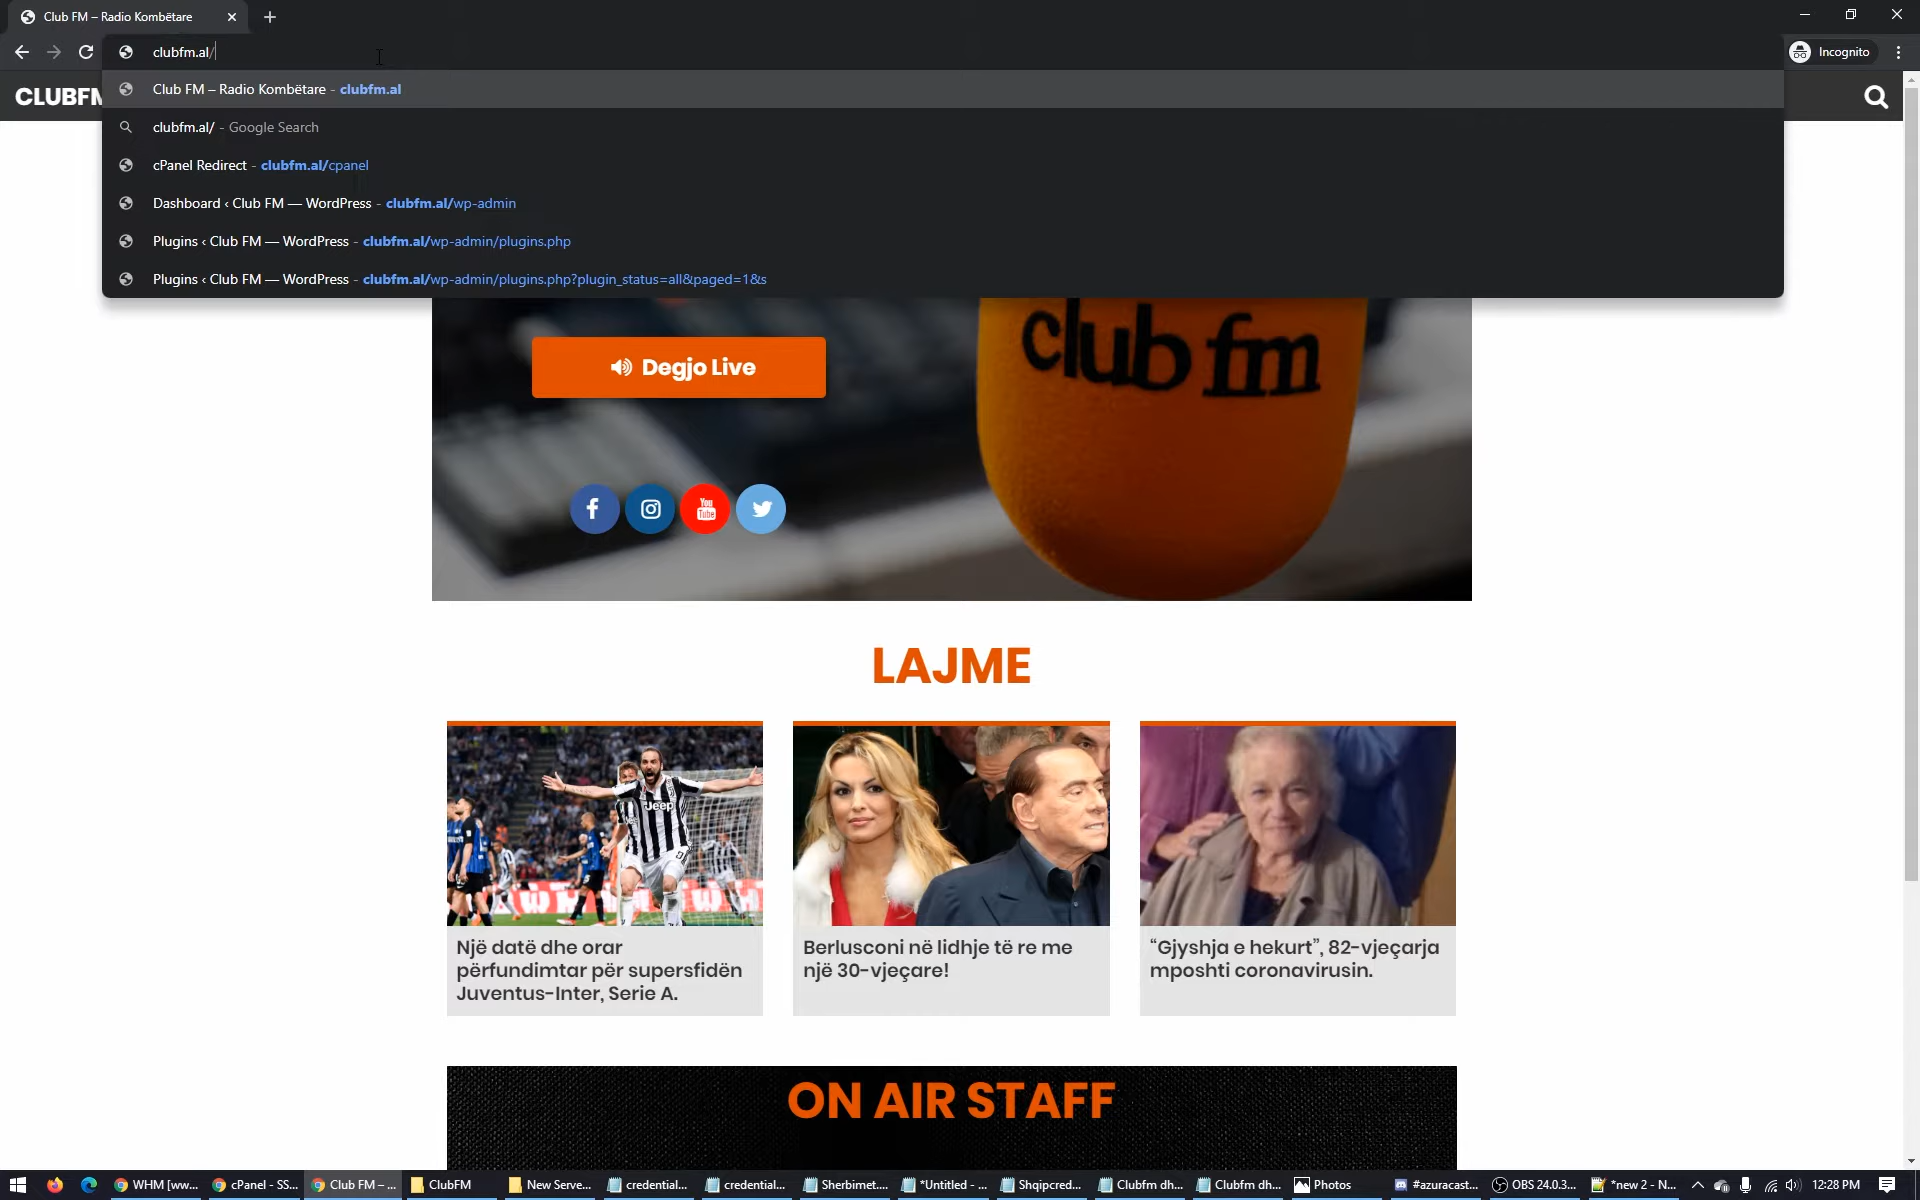 Club FM – Radio Kombëtare
clubfm.al/
Incognito
Club FM – Radio Kombëtare - clubfm.al
clubfm.al/ - Google Search
cPanel Redirect - clubfm.al/cpanel
Dashboard ‹ Club FM — WordPress - clubfm.al/wp-admin
Plugins ‹ Club FM — WordPress - clubfm.al/wp-admin/plugins.php
Plugins ‹ Club FM — WordPress - clubfm.al/wp-admin/plugins.php?plugin_status=all&paged=1&s
CLUBFM
club fm
Degjo Live
You
Tube
LAJME
Jeep
Një datë dhe orar
përfundimtar për supersfidën
Juventus-Inter, Serie A.
Berlusconi në lidhje të re me
një 30-vjeçare!
“Gjyshja e hekurt”, 82-vjeçarja
mposhti coronavirusin.
ON AIR STAFF
WHM [ww...
cPanel - SS...
Club FM – ...
ClubFM
New Serve...
credential...
credential...
Sherbimet....
*Untitled - ...
Shqipcred...
Clubfm dh...
Clubfm dh...
Photos
#azuracast...
OBS 24.0.3...
*new 2 - N...
12:28 PM